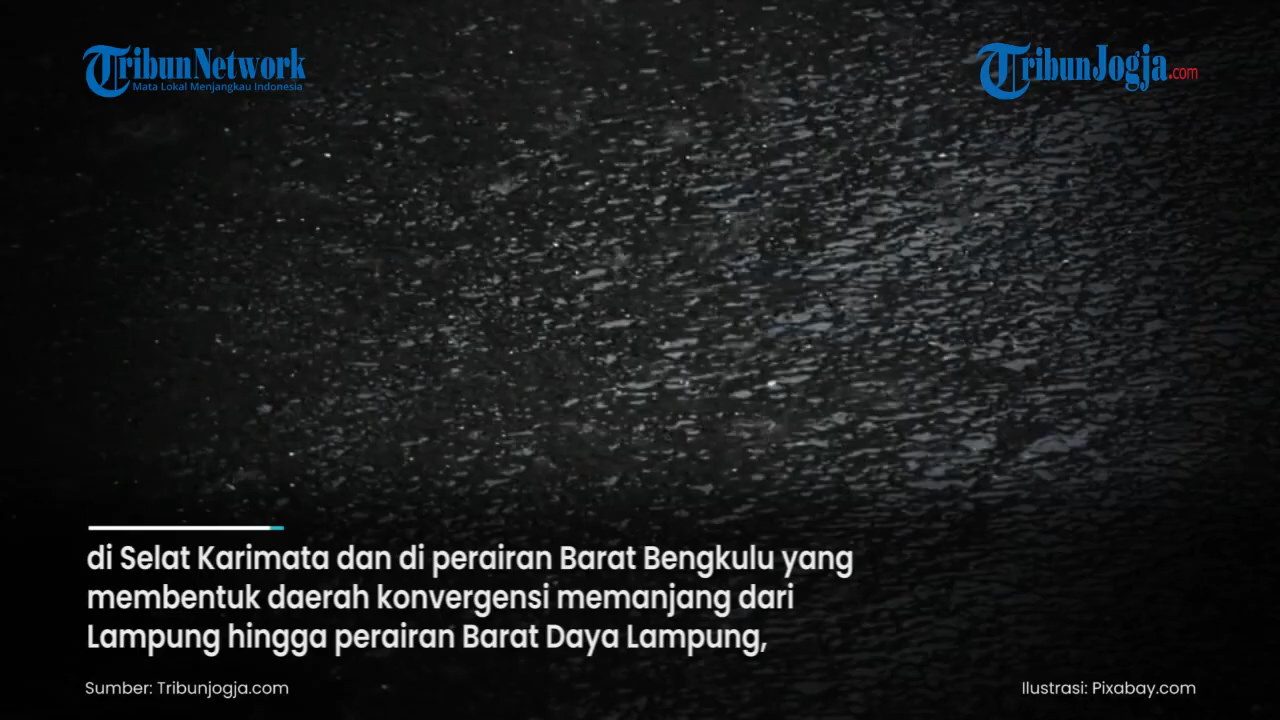 TribunNetwork
Mata Lokal Menjangkau Indonesia
TribunJogja.com
di Selat Karimata dan di perairan Barat Bengkulu yang
membentuk daerah konvergensi memanjang dari
Lampung hingga perairan Barat Daya Lampung,
Sumber: Tribunjogja.com
Ilustrasi: Pixabay.com